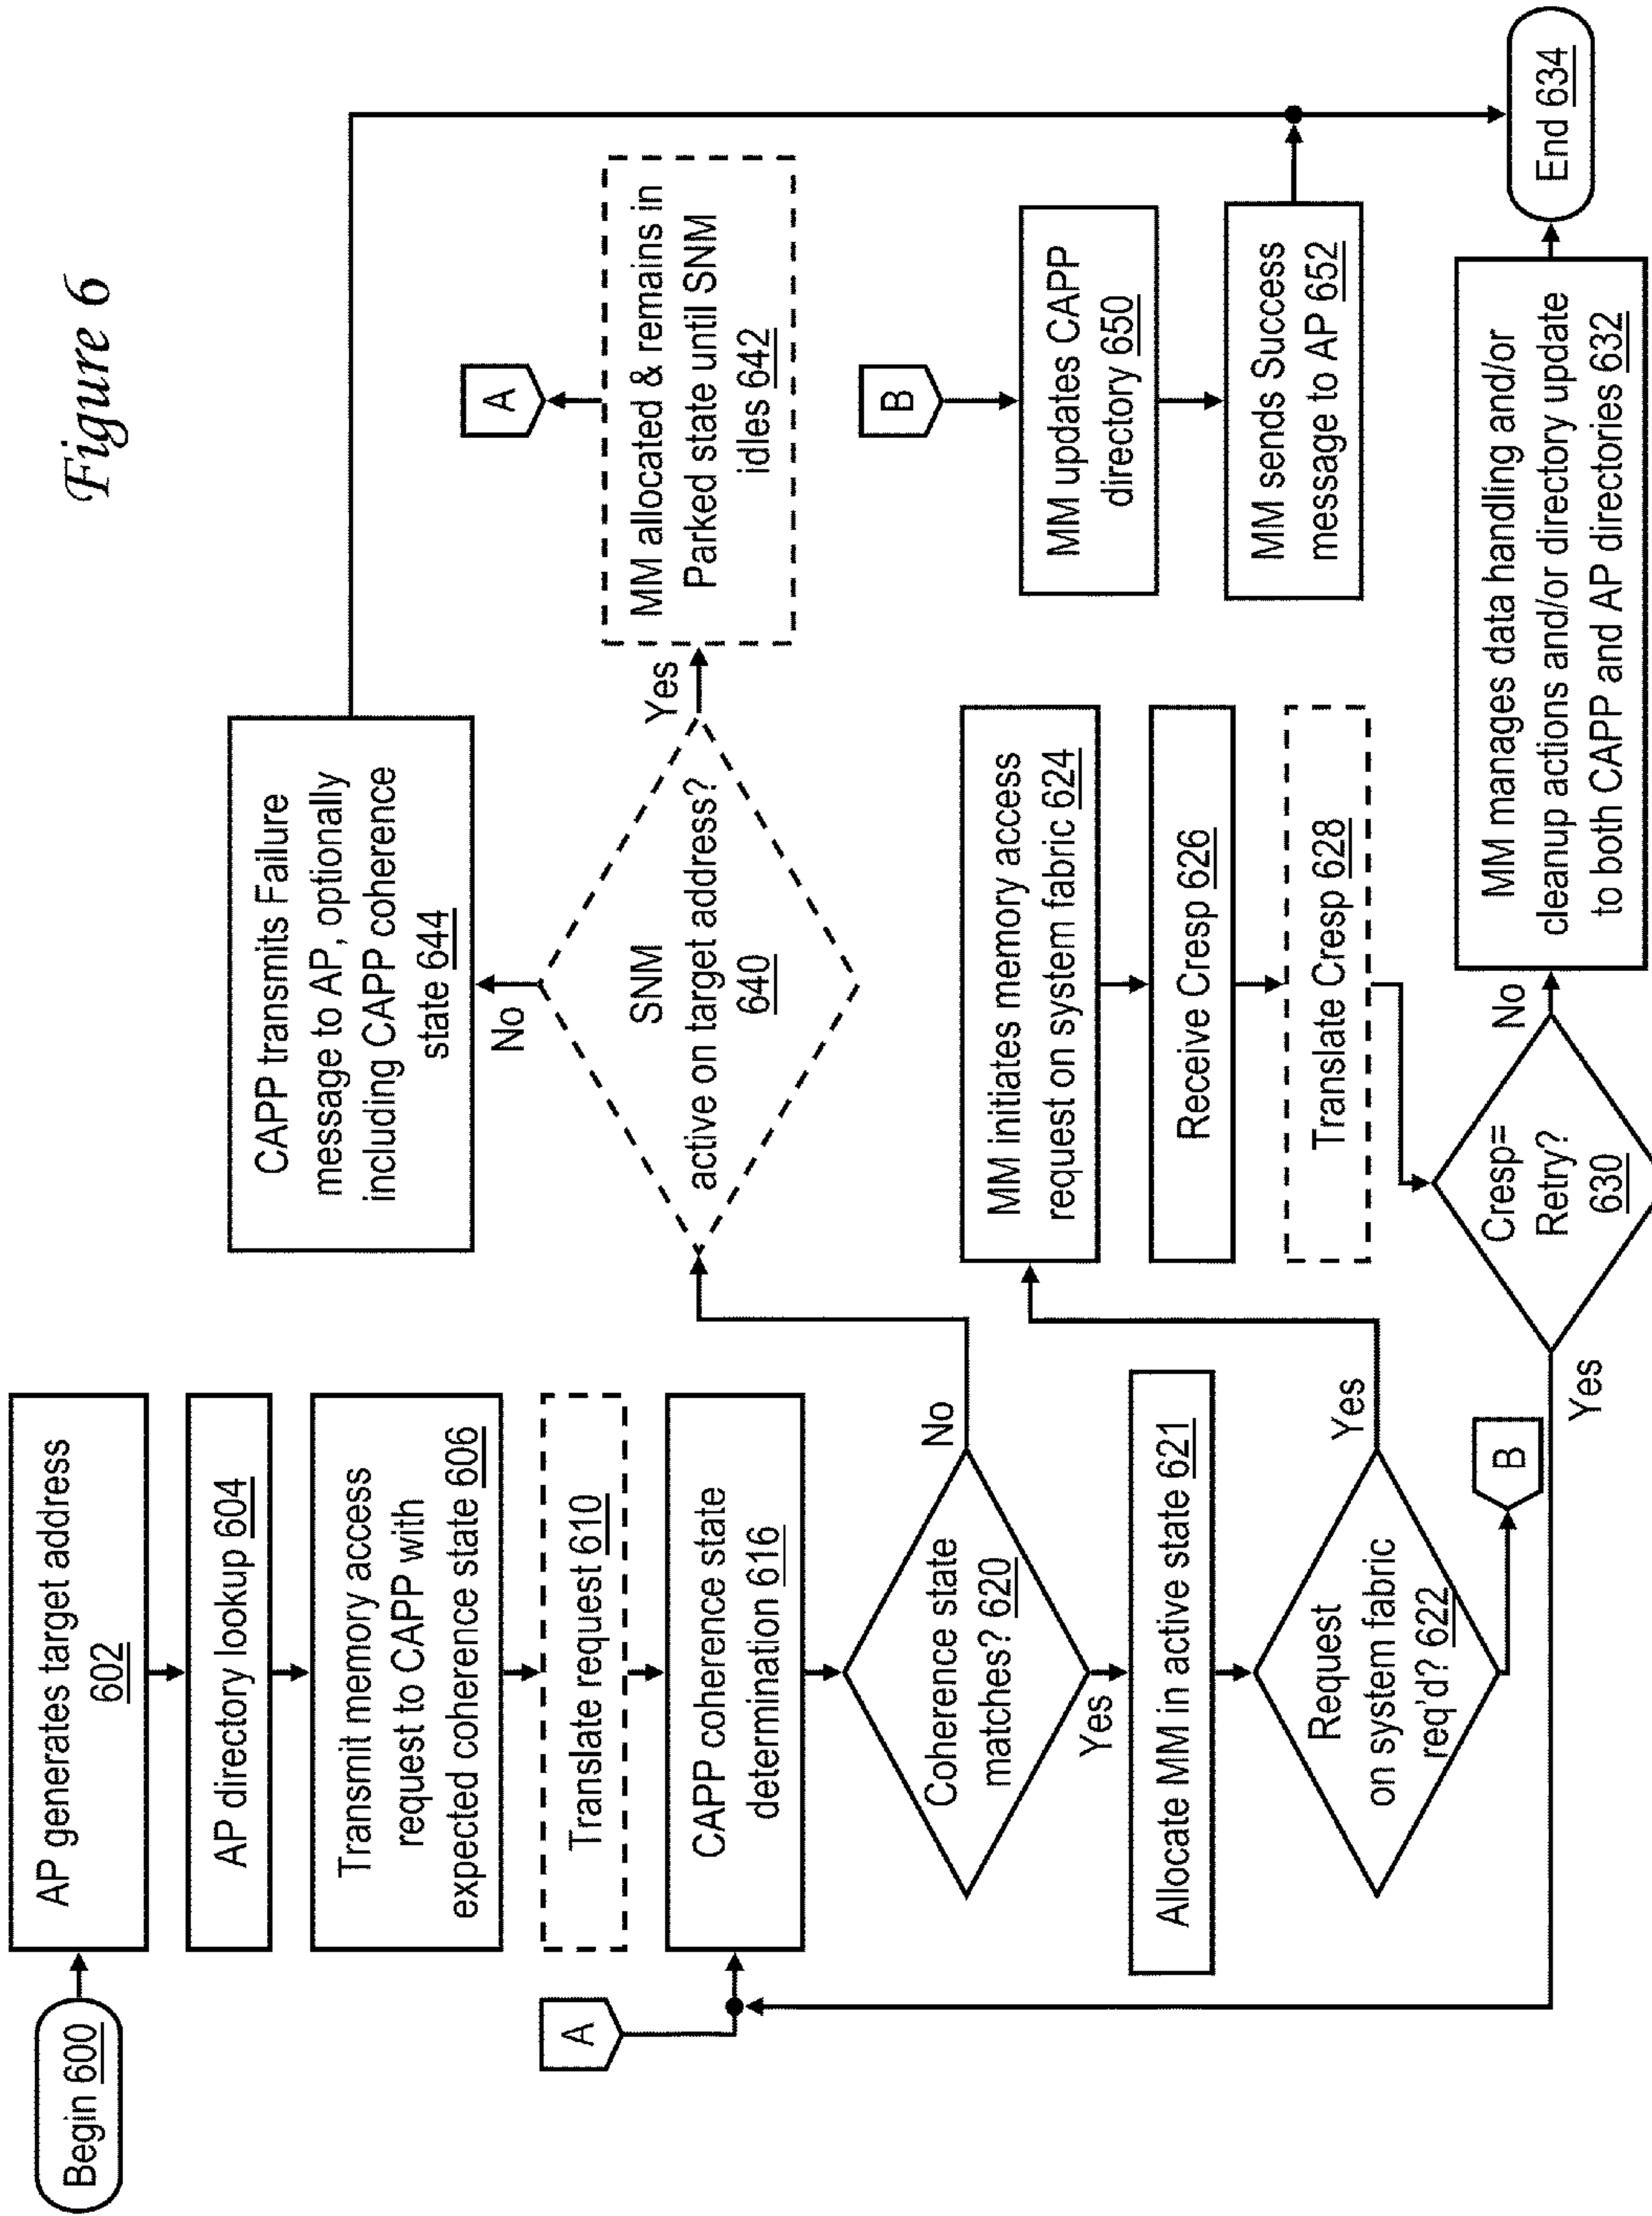 Figure 6
Begin 600
AP generates target address
602
AP directory lookup 604
Transmit memory access
request to CAPP with
expected coherence state 606
Translate request 610
A
CAPP coherence state
determination 616
Coherence state
matches? 620
No
Yes
Allocate MM in active state 621
Request
on system fabric
req'd? 622
Yes
B
CAPP transmits Failure
message to AP, optionally
including CAPP coherence
state 644
No
SNM
active on target address?
640
Yes
MM allocated & remains in
Parked state until SNM
idles 642
A
MM initiates memory access
request on system fabric 624
Receive Cresp 626
Translate Cresp 628
Cresp=
Retry?
630
Yes
No
B
MM updates CAPP
directory 650
MM sends Success
message to AP 652
MM manages data handling and/or
cleanup actions and/or directory update
to both CAPP and AP directories 632
End 634